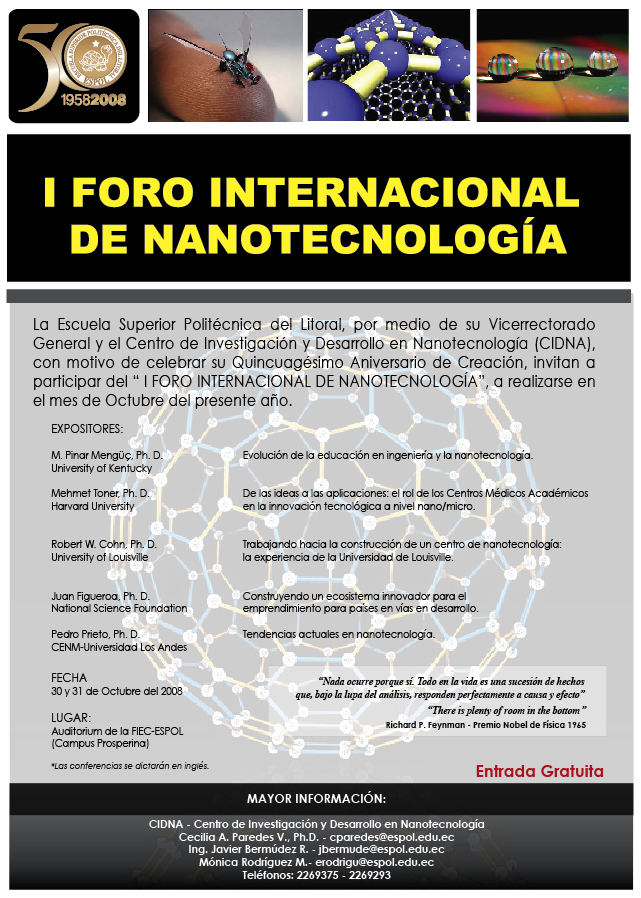 50
ESCUELA SUPERIOR POLITECNICA DEL LITORAL
ESPOL
19582008
I FORO INTERNACIONAL
DE NANOTECNOLOGÍA
La Escuela Superior Politécnica del Litoral, por medio de su Vicerrectorado
General y el Centro de Investigación y Desarrollo en Nanotecnología (CIDNA),
con motivo de celebrar su Quincuagésimo Aniversario de Creación, invitan a
participar del “ I FORO INTERNACIONAL DE NANOTECNOLOGÍA”, a realizarse en
el mes de Octubre del presente año.
EXPOSITORES:
M. Pinar Mengüç, Ph. D.
University of Kentucky
Evolución de la educación en ingeniería y la nanotecnología.
Mehmet Toner, Ph. D.
Harvard University
De las ideas a las aplicaciones: el rol de los Centros Médicos Académicos
en la innovación tecnológica a nivel nano/micro.
Robert W. Cohn, Ph. D.
University of Louisville
Trabajando hacia la construcción de un centro de nanotecnología:
la experiencia de la Universidad de Louisville.
Juan Figueroa, Ph. D.
National Science Foundation
Construyendo un ecosistema innovador para el
emprendimiento para países en vías en desarrollo.
Pedro Prieto, Ph. D.
CENM-Universidad Los Andes
Tendencias actuales en nanotecnología.
FECHA
30 y 31 de Octubre del 2008
LUGAR:
Auditorium de la FIEC-ESPOL
(Campus Prosperina)
*Las conferencias se dictarán en inglés.
“Nada ocurre porque sí. Todo en la vida es una sucesión de hechos
que, bajo la lupa del análisis, responden perfectamente a causa y efecto”
“There is plenty of room in the bottom ”
Richard P. Feynman - Premio Nobel de Física 1965
Entrada Gratuita
MAYOR INFORMACIÓN:
CIDNA - Centro de Investigación y Desarrollo en Nanotecnología
Cecilia A. Paredes V., Ph.D. - cparedes@espol.edu.ec
Ing. Javier Bermúdez R. - jbermude@espol.edu.ec
Mónica Rodríguez M.- erodrigu@espol.edu.ec
Teléfonos: 2269375 - 2269293